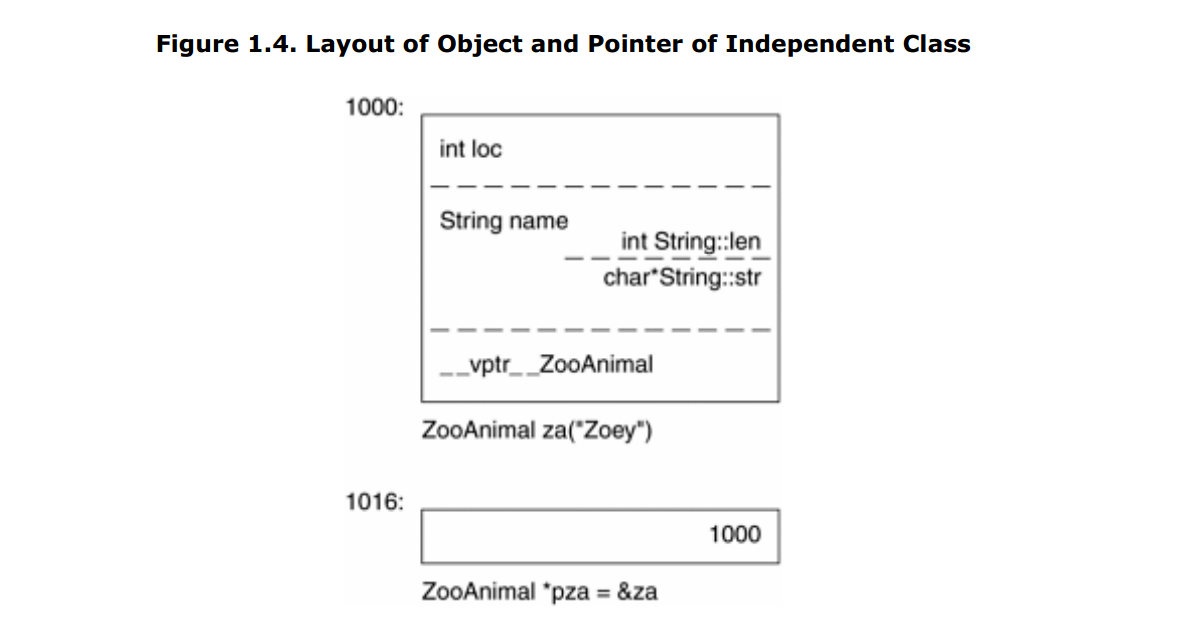 Figure 1.4. Layout of Object and Pointer of Independent Class
1000:
int loc
String name
int String::len
char*String::str
__vptr__ZooAnimal
ZooAnimal za("Zoey")
1016:
1000
ZooAnimal *pza = &za